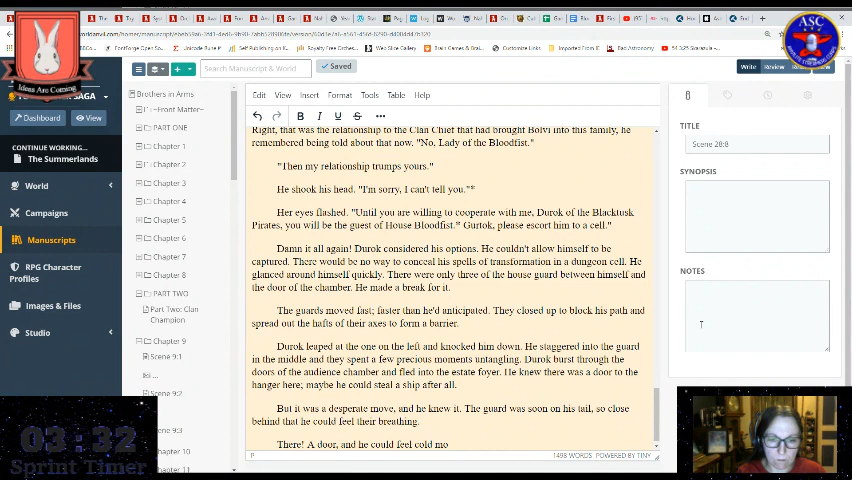 Ideas Are Coming
ASC
Search Manuscript & World
Saved
Write
Review
SAGA
Dashboard
View
CONTINUE WORKING...
The Summerlands
World
Campaigns
Manuscripts
RPG Character
Profiles
Images & Files
Studio
Brothers in Arms
~Front Matter~
PART ONE
Chapter 1
Chapter 2
Chapter 3
Chapter 4
Chapter 5
Chapter 6
Chapter 7
Chapter 8
PART TWO
Part Two: Clan
Champion
Chapter 9
Scene 9:1
...
Scene 9:2
Scene 9:3
Chapter 10
Edit View Insert Format Tools Table Help
B I U S
Right, that was the relationship to the Clan Chief that had brought Bolvi into this family, he
remembered being told about that now. "No, Lady of the Bloodfist."
"Then my relationship trumps yours."
He shook his head. "I'm sorry, I can't tell you."*
Her eyes flashed. "Until you are willing to cooperate with me, Durok of the Blacktusk
Pirates, you will be the guest of House Bloodfist.* Gurtok, please escort him to a cell."
Damn it all again! Durok considered his options. He couldn't allow himself to be
captured. There would be no way to conceal his spells of transformation in a dungeon cell. He
glanced around himself quickly. There were only three of the house guard between himself and
the door of the chamber. He made a break for it.
The guards moved fast; faster than he'd anticipated. They closed up to block his path and
spread out the hafts of their axes to form a barrier.
Durok leaped at the one on the left and knocked him down. He staggered into the guard
in the middle and they spent a few precious moments untangling. Durok burst through the
doors of the audience chamber and fled into the estate foyer. He knew there was a door to the
hanger here; maybe he could steal a ship after all.
But it was a desperate move, and he knew it. The guard was soon on his tail, so close
behind that he could feel their breathing.
There! A door, and he could feel cold mo
P
1498 WORDS POWERED BY TINY
TITLE
Scene 28:8
SYNOPSIS
NOTES
03:32
Sprint Timer